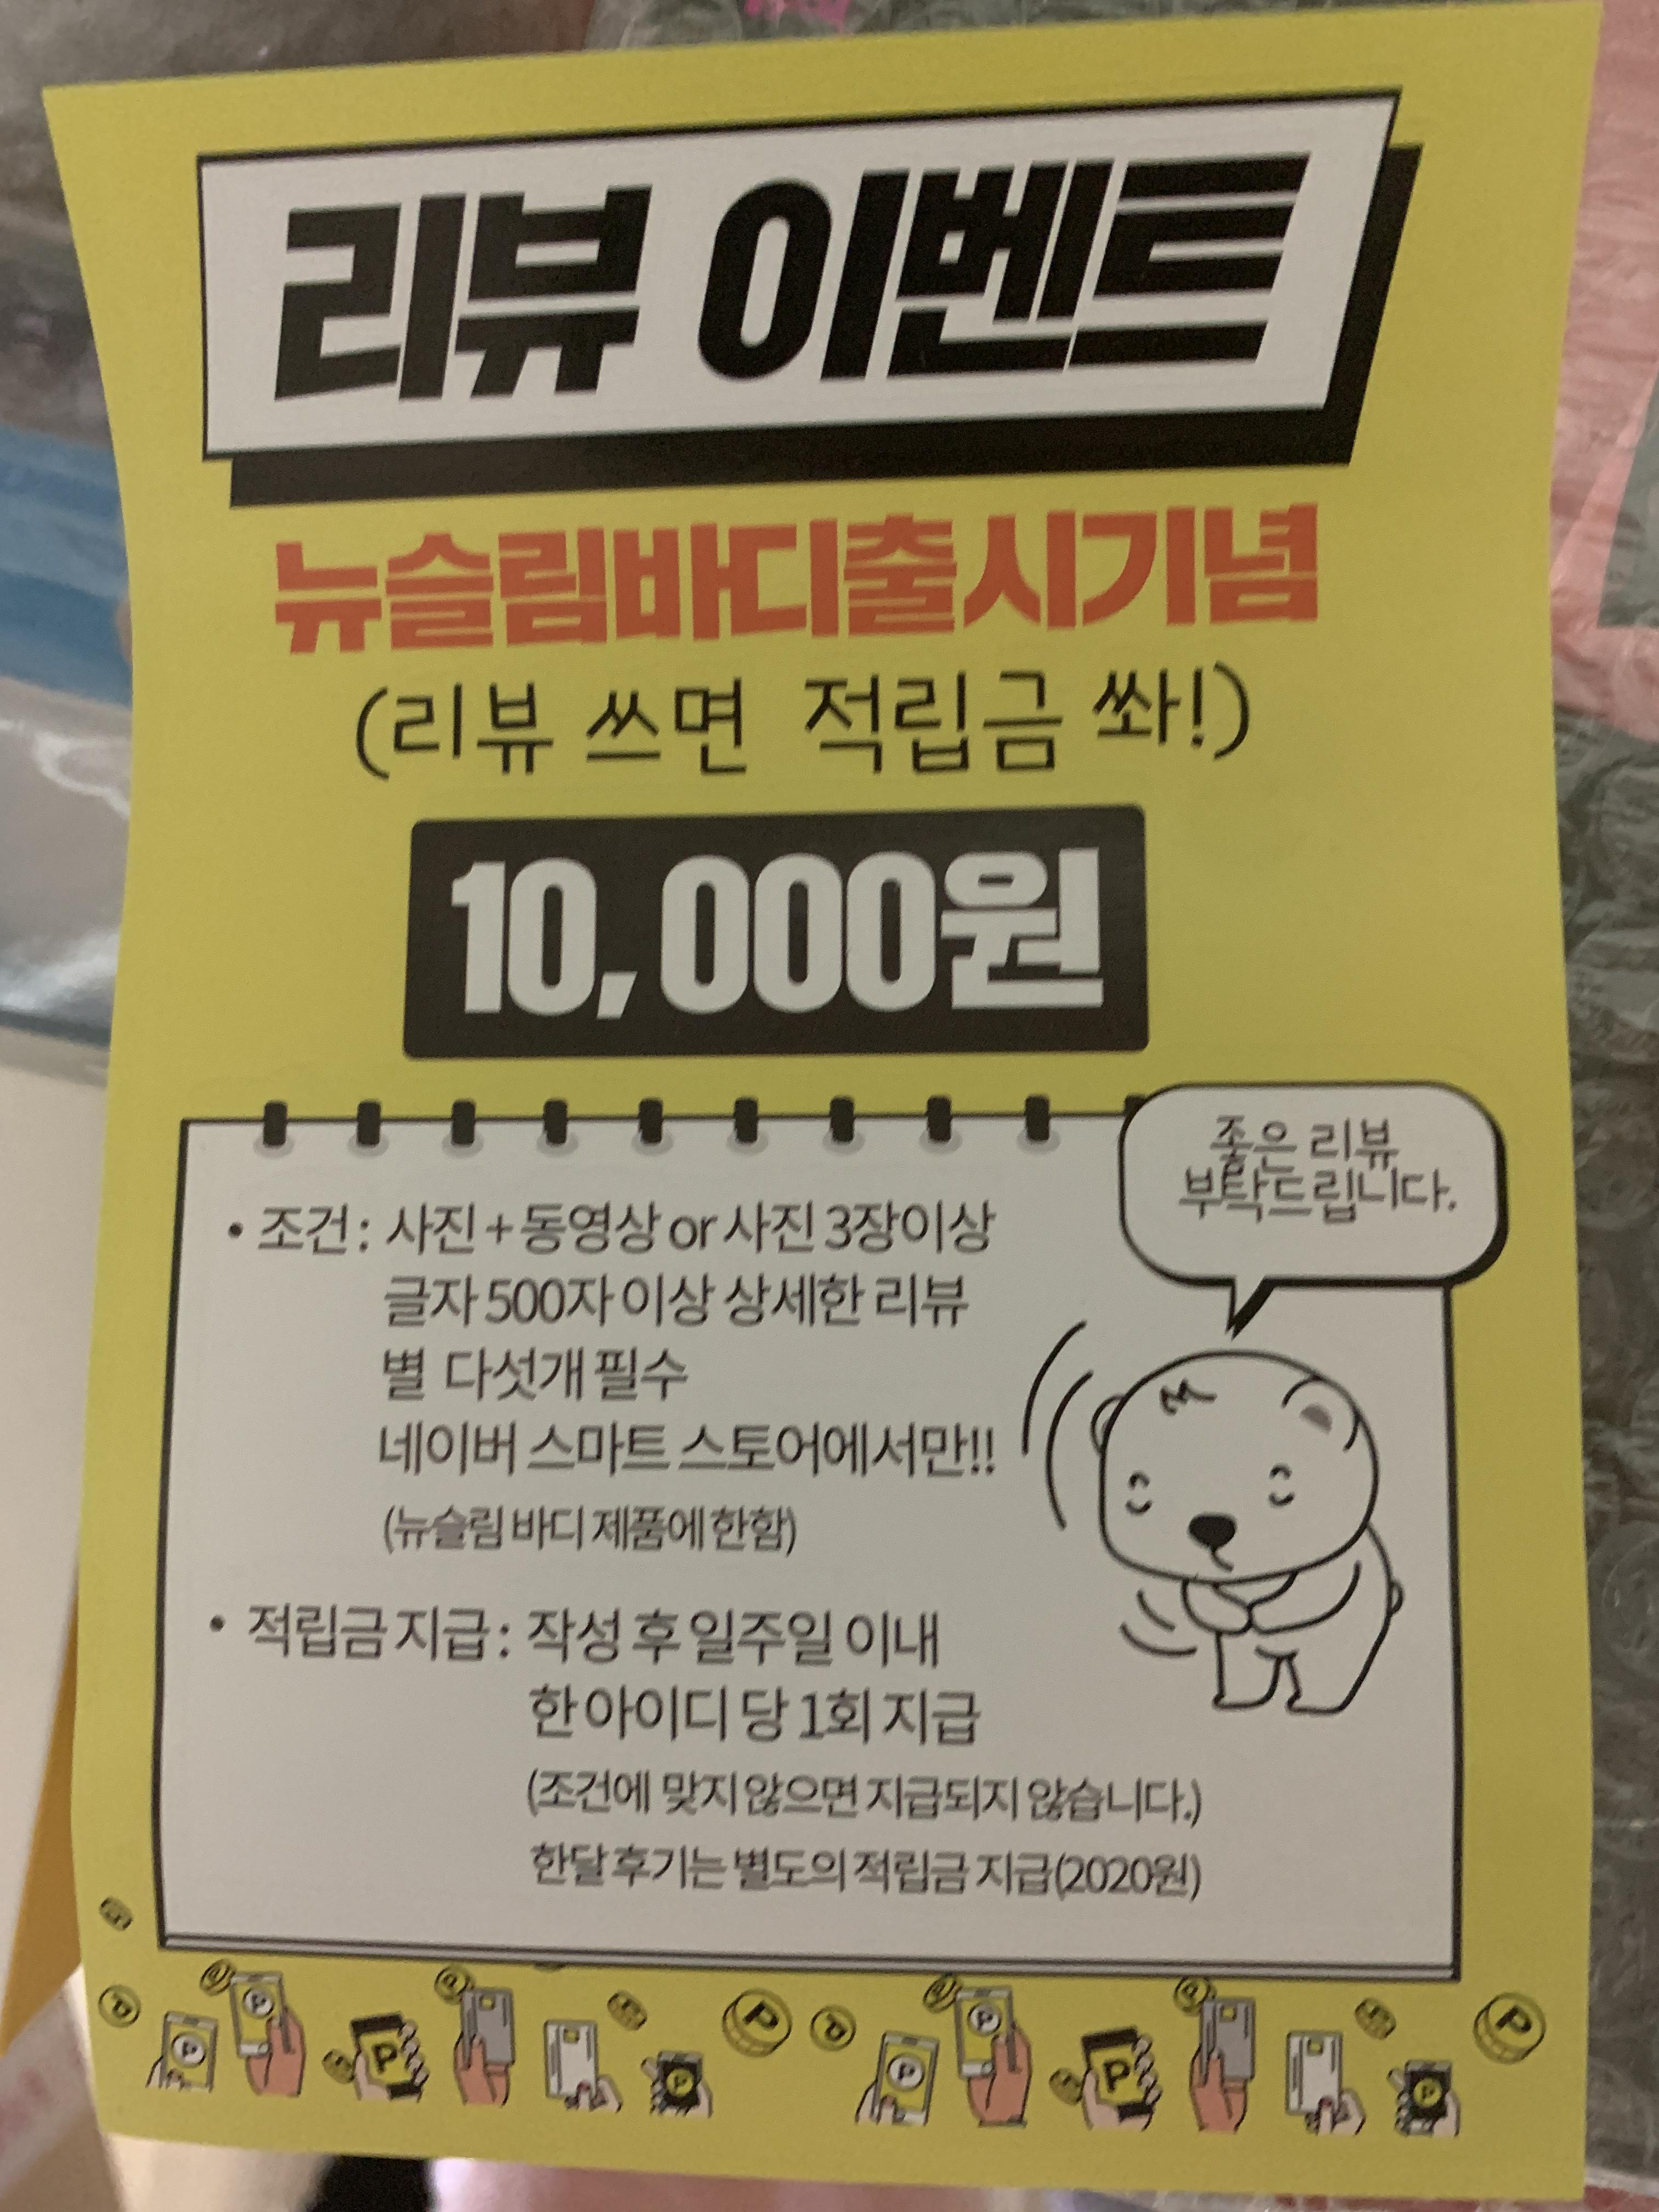 리뷰 이벤트
뉴슬림바디출시기념
(리뷰 쓰면 적립금 쏴!)
10,000원
좋은 리뷰
부탁드립니다.
• 조건 : 사진 + 동영상 or 사진 3장이상
글자 500자 이상 상세한 리뷰
별 다섯개 필수
네이버 스마트 스토어에서만!!
(뉴슬림 바디 제품에 한함)
• 적립금 지급 : 작성 후 일주일 이내
한 아이디 당 1회 지급
(조건에 맞지 않으면 지급되지 않습니다.)
한달 후기는 별도의 적립금 지급(2020원)